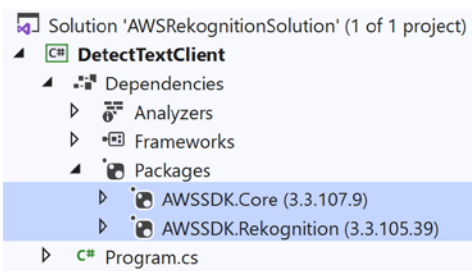 Solution 'AWSRekognitionSolution' (1 of 1 project)
C# DetectTextClient
Dependencies
Analyzers
Frameworks
Packages
AWSSDK.Core (3.3.107.9)
AWSSDK.Rekognition (3.3.105.39)
C# Program.cs